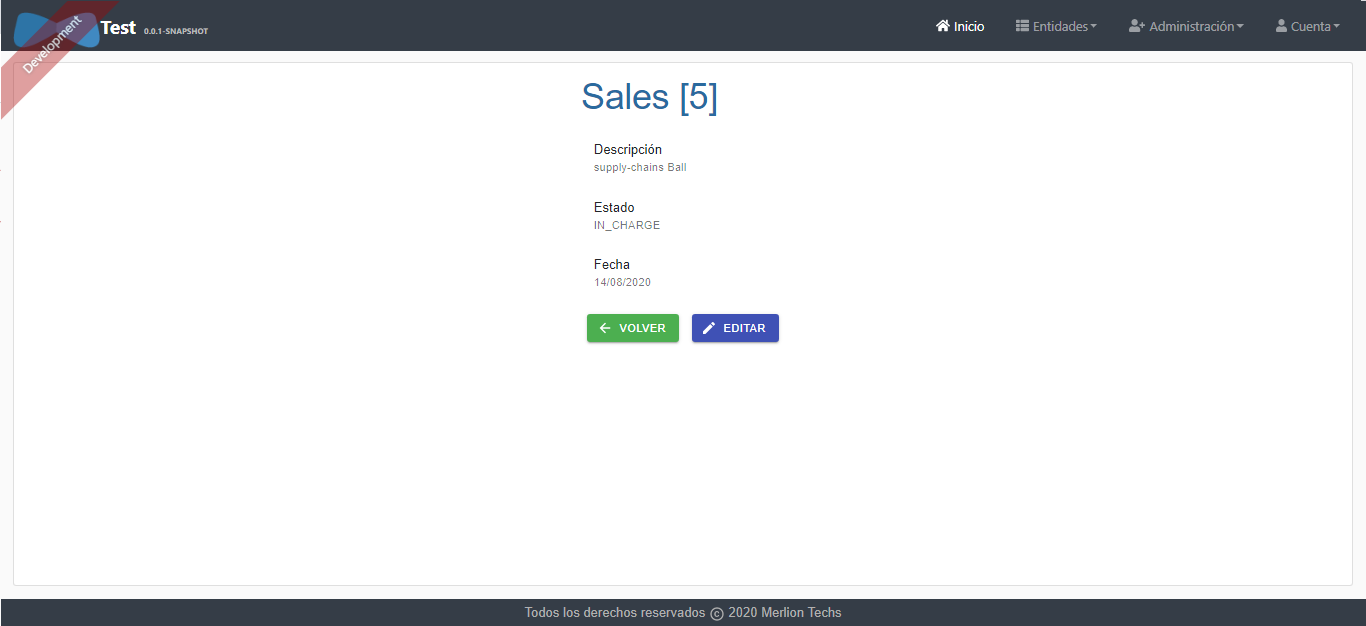 Development
Test 0.0.1-SNAPSHOT
Inicio Entidades Administración Cuenta
Sales [5]
Descripción
supply-chains Ball
Estado
IN_CHARGE
Fecha
14/08/2020
VOLVER EDITAR
Todos los derechos reservados © 2020 Merlion Techs